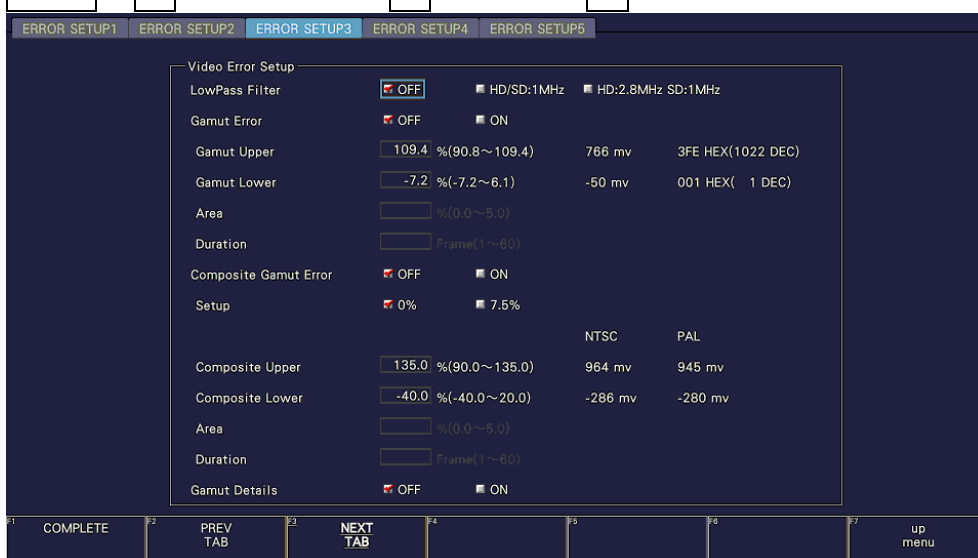 ERROR SETUP1 ERROR SETUP2 ERROR SETUP3 ERROR SETUP4 ERROR SETUP5
Video Error Setup
LowPass Filter OFF HD/SD:1MHz HD:2.8MHz SD:1MHz
Gamut Error OFF ON
Gamut Upper 109.4 %(90.8～109.4) 766 mv 3FE HEX(1022 DEC)
Gamut Lower -7.2 %(-7.2～6.1) -50 mv 001 HEX( 1 DEC)
Area %(0.0～5.0)
Duration Frame(1～60)
Composite Gamut Error OFF ON
Setup 0% 7.5%
NTSC PAL
Composite Upper 135.0 %(90.0～135.0) 964 mv 945 mv
Composite Lower -40.0 %(-40.0～20.0) -286 mv -280 mv
Area %(0.0～5.0)
Duration Frame(1～60)
Gamut Details OFF ON
F1 COMPLETE F2 PREV TAB F3 NEXT TAB F4 F5 F6 F7 up menu